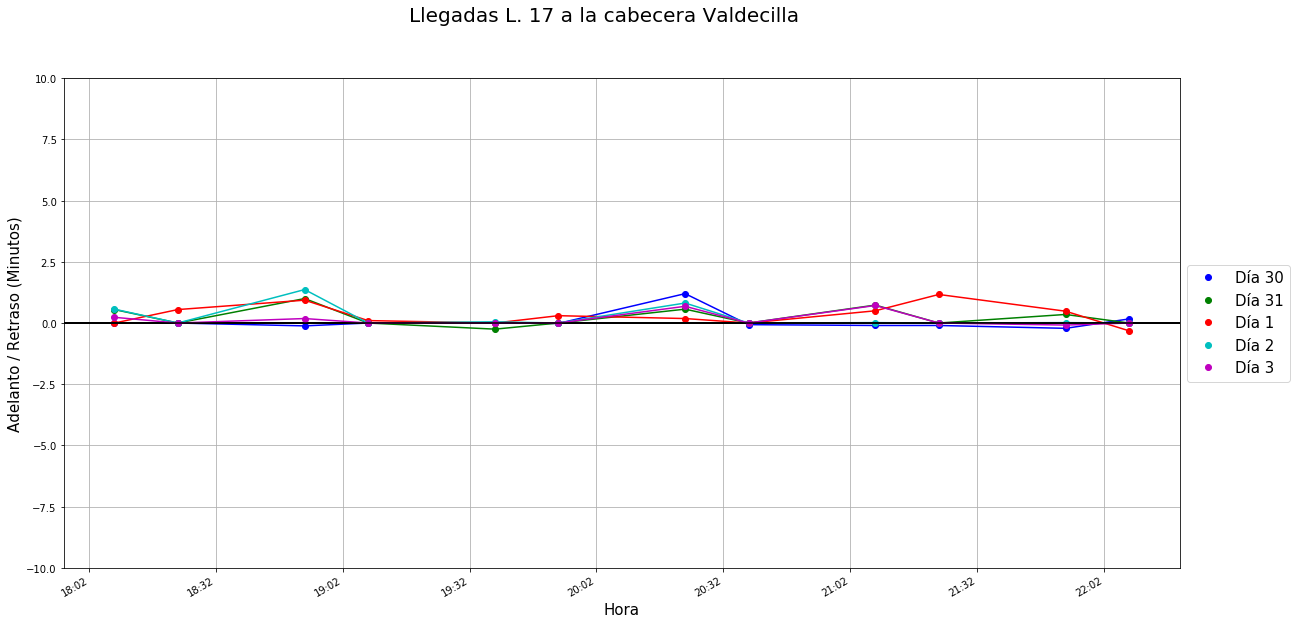 Llegadas L. 17 a la cabecera Valdecilla
Adelanto / Retraso (Minutos)
10.0
7.5
5.0
2.5
0.0
−2.5
−5.0
−7.5
−10.0
18:02
18:32
19:02
19:32
20:02
20:32
21:02
21:32
22:02
Hora
Día 30
Día 31
Día 1
Día 2
Día 3